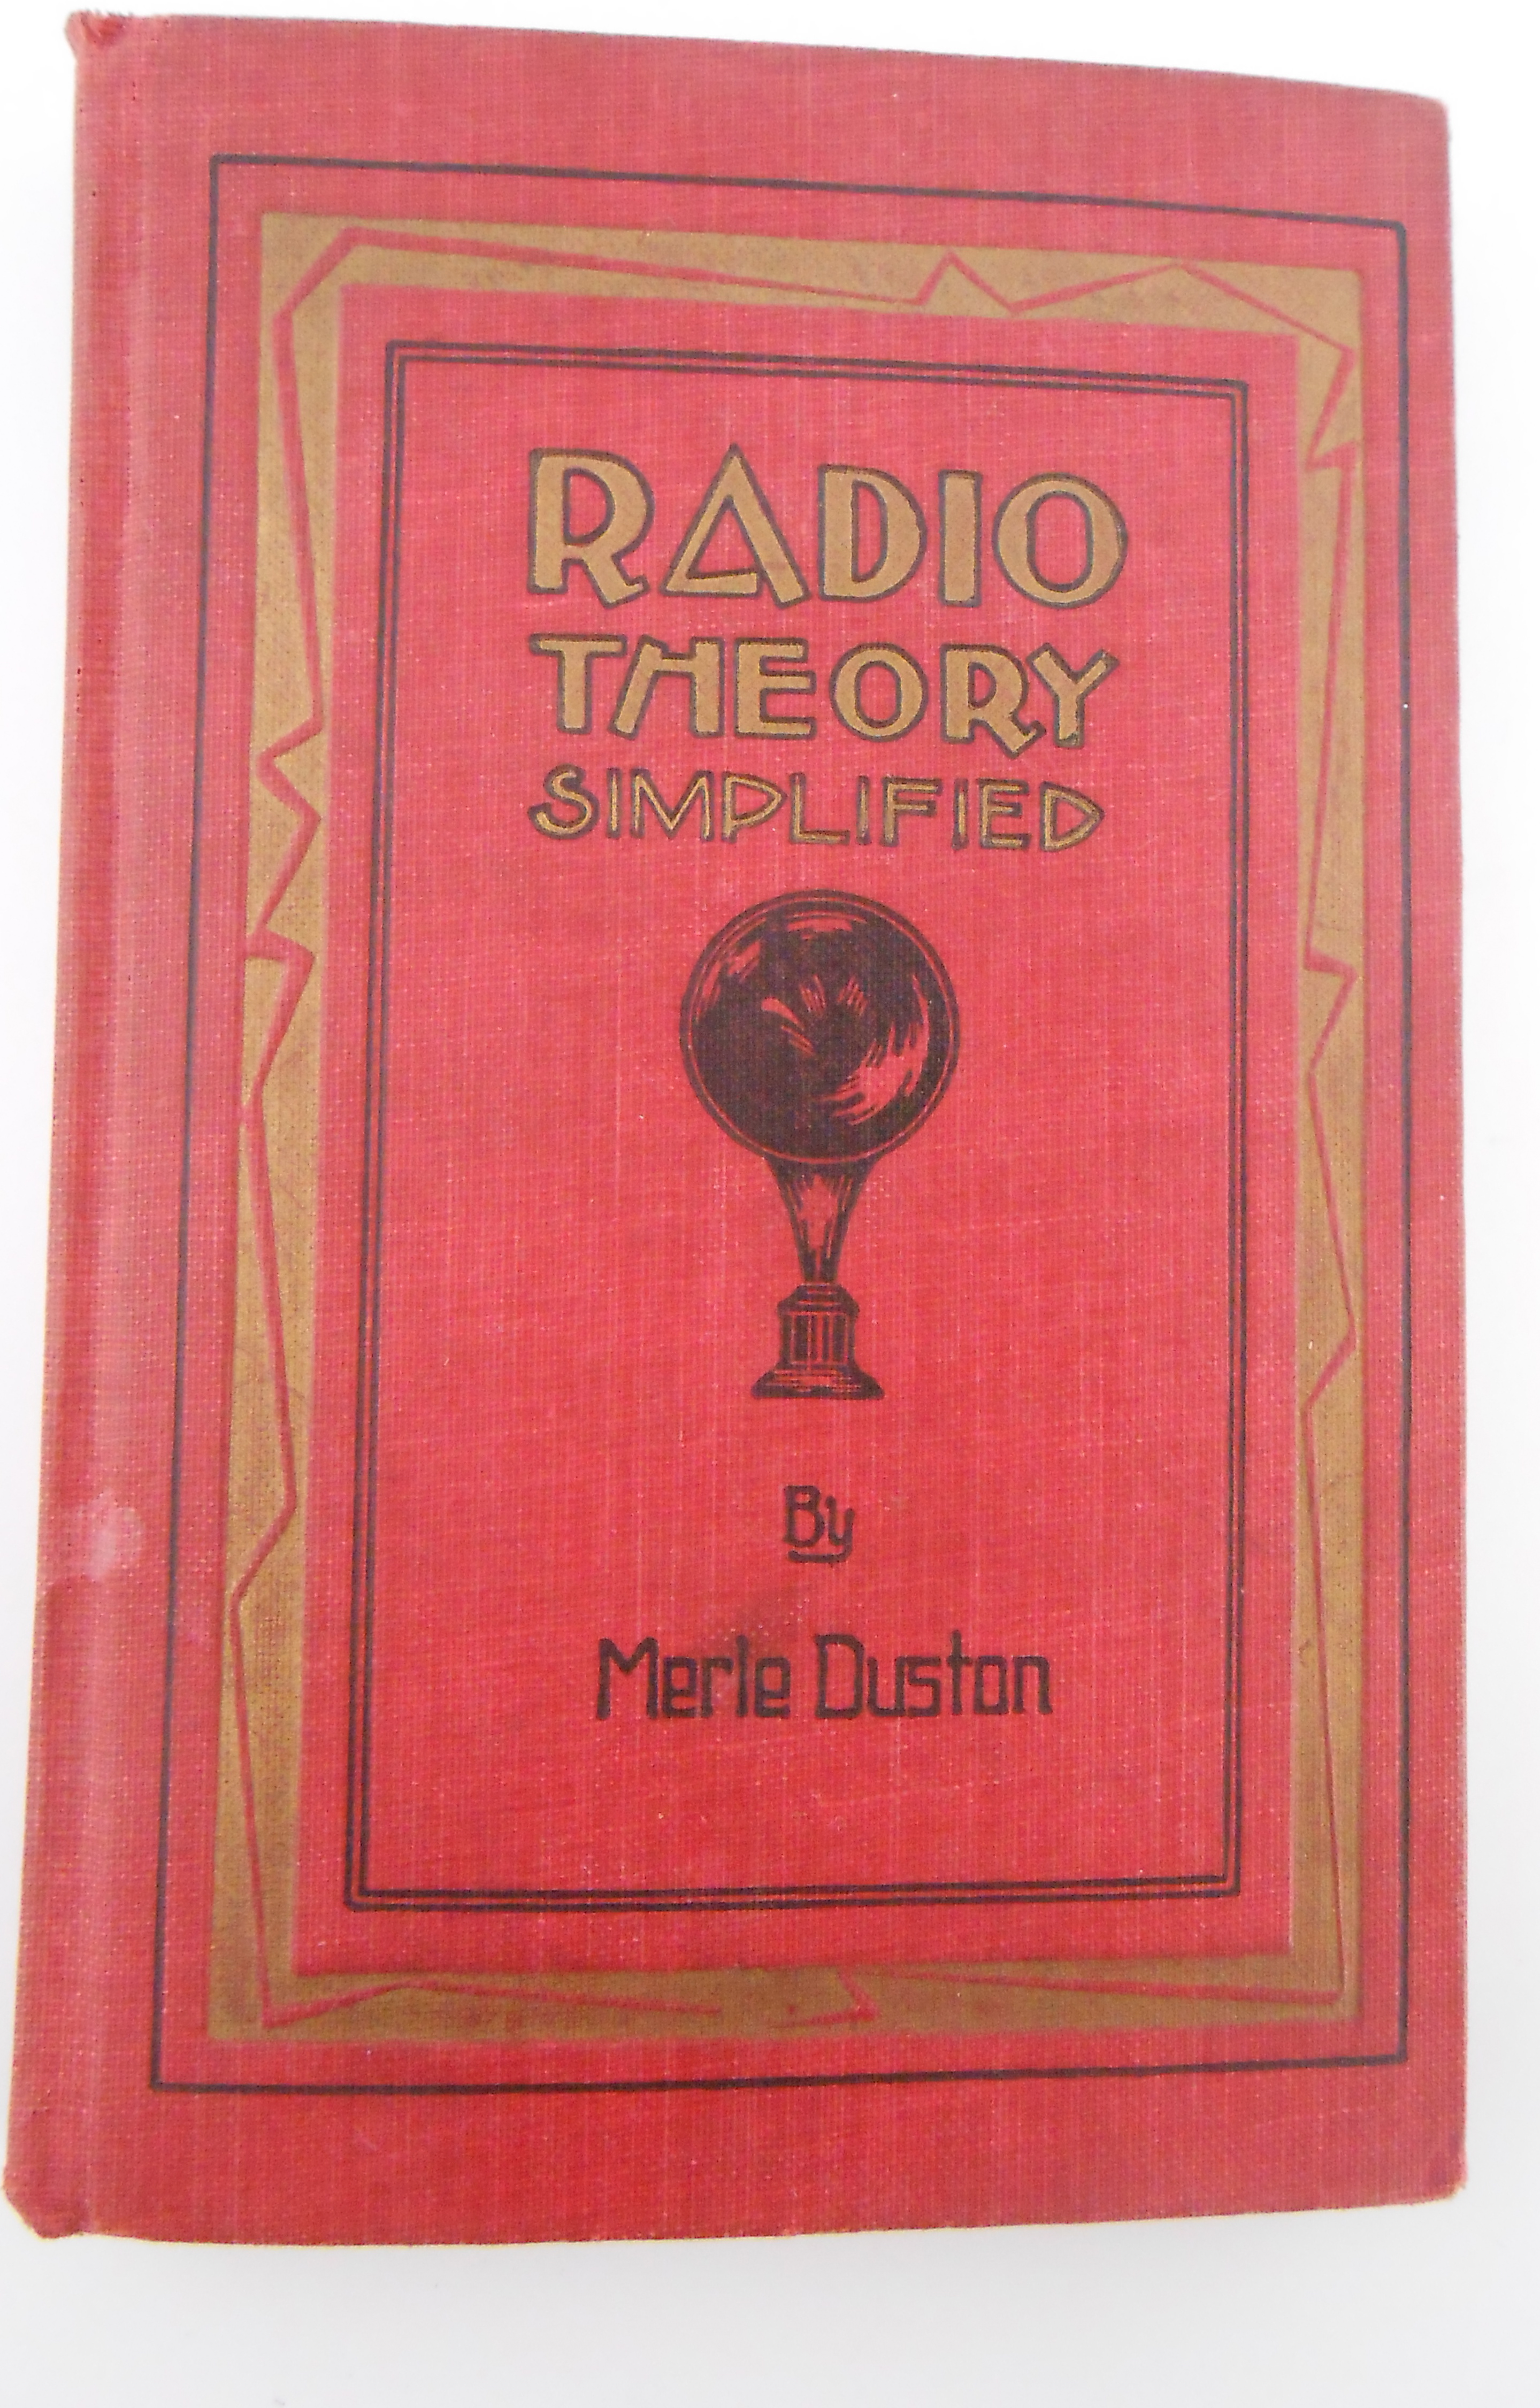 RADIO
THEORY
SIMPLIFIED
By
Merle Duston